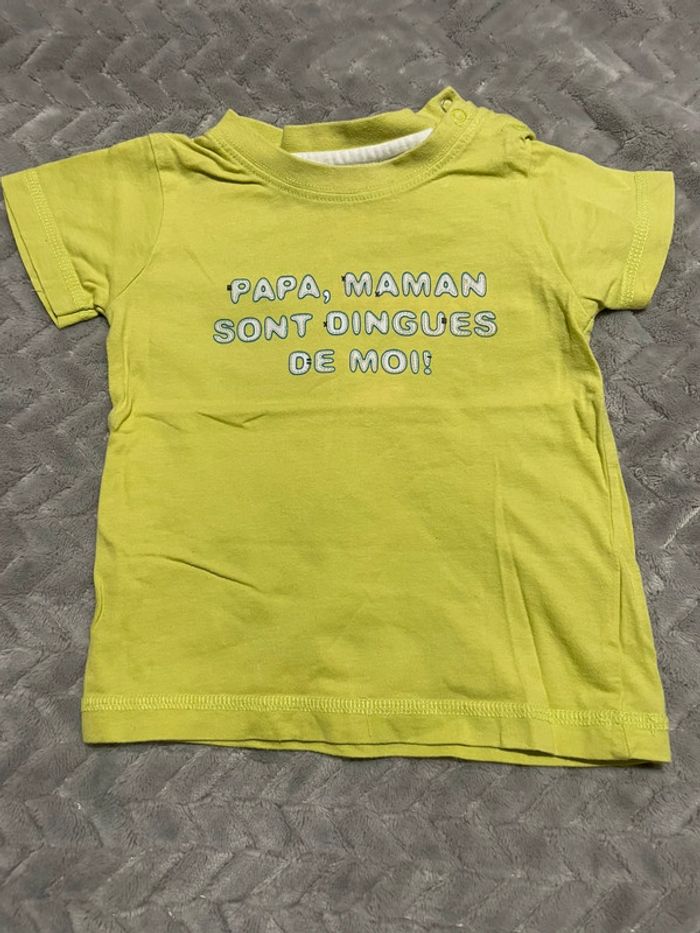 PAPA, MAMAN
SONT DINGUES
DE MOI!